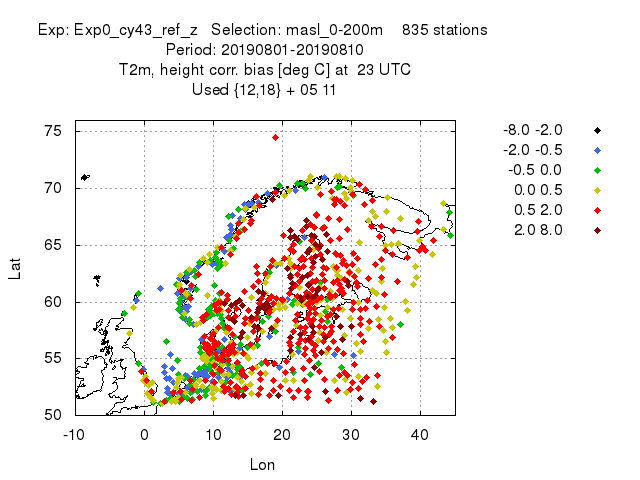 Exp: Exp0_cy43_ref_z   Selection: masl_0-200m    835 stations
Period: 20190801-20190810
T2m, height corr. bias [deg C] at  23 UTC
Used {12,18} + 05 11
-8.0 -2.0
-2.0 -0.5
-0.5 0.0
0.0 0.5
0.5 2.0
2.0 8.0
75
70
65
60
55
50
Lat
-10 0 10 20 30 40
Lon